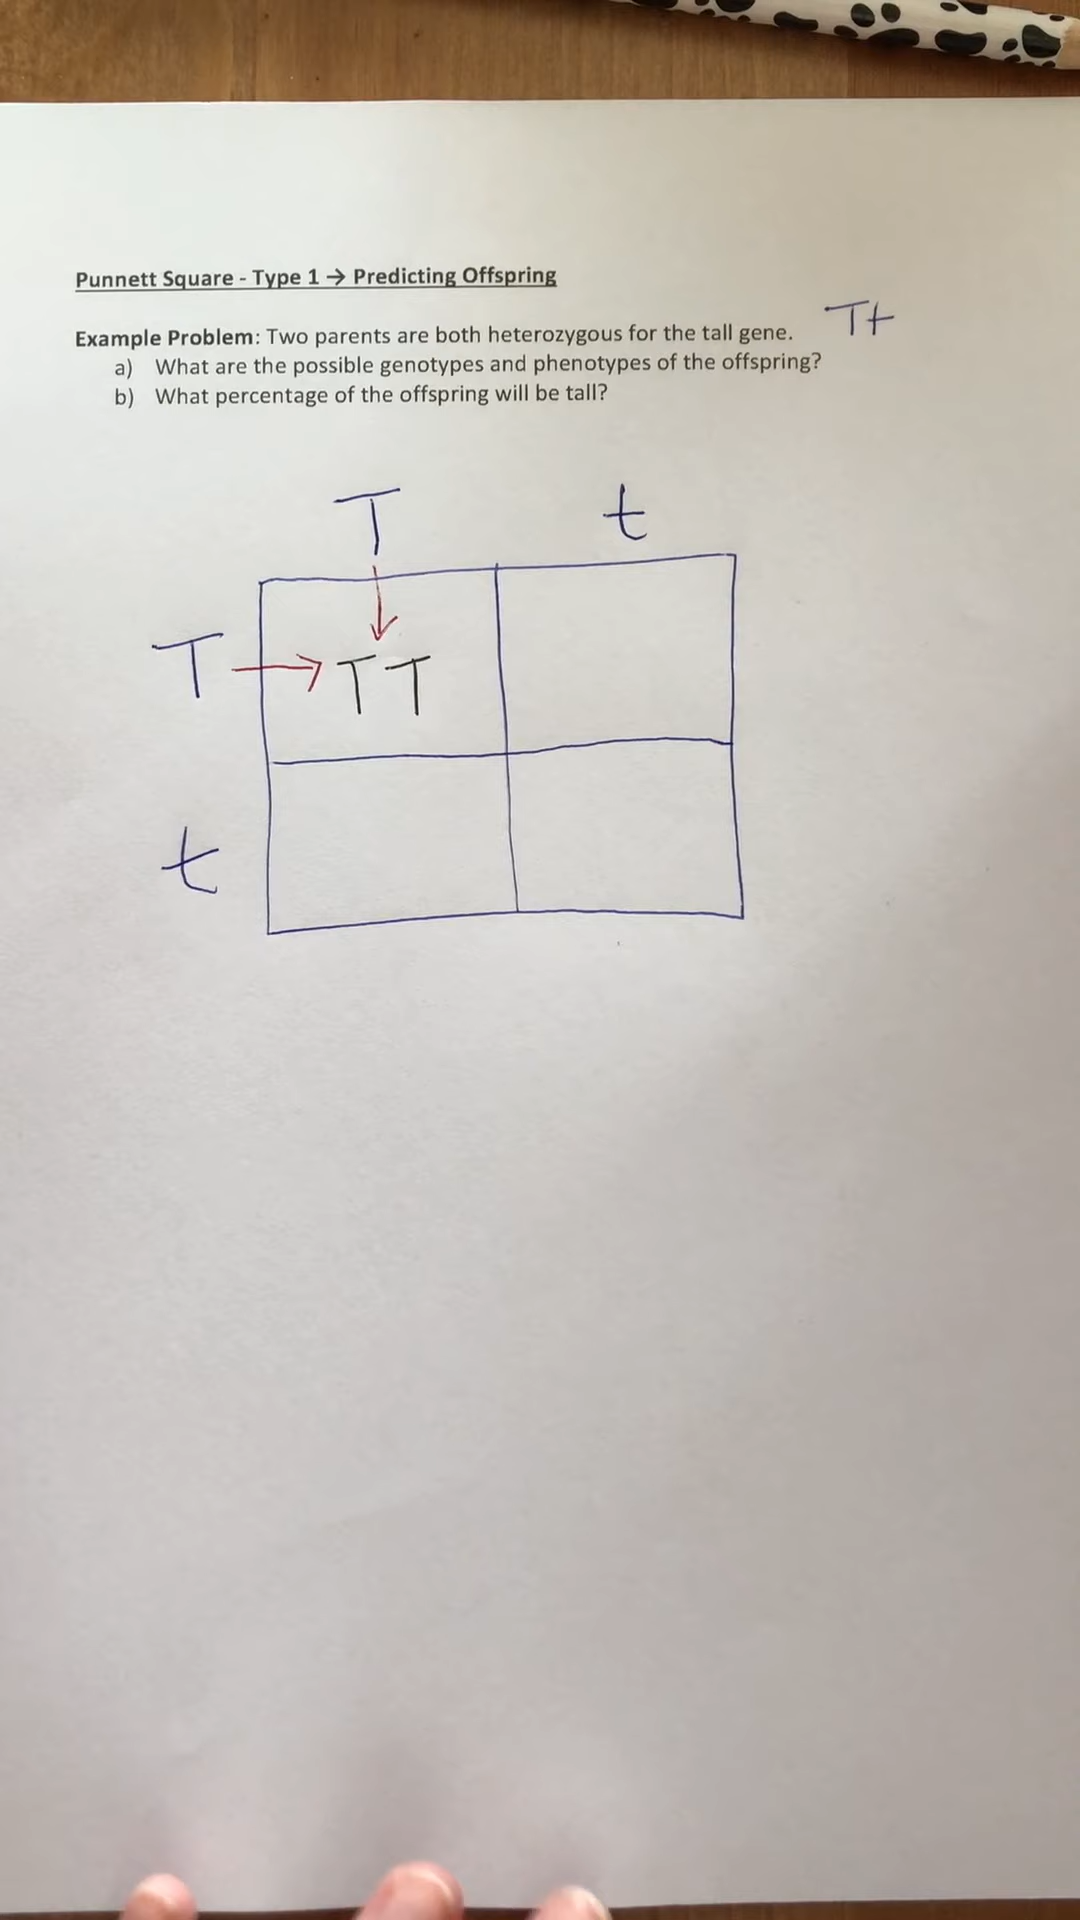 Punnett Square - Type 1 → Predicting Offspring
Tt
Example Problem: Two parents are both heterozygous for the tall gene.
a) What are the possible genotypes and phenotypes of the offspring?
b) What percentage of the offspring will be tall?
T t
T TT
t